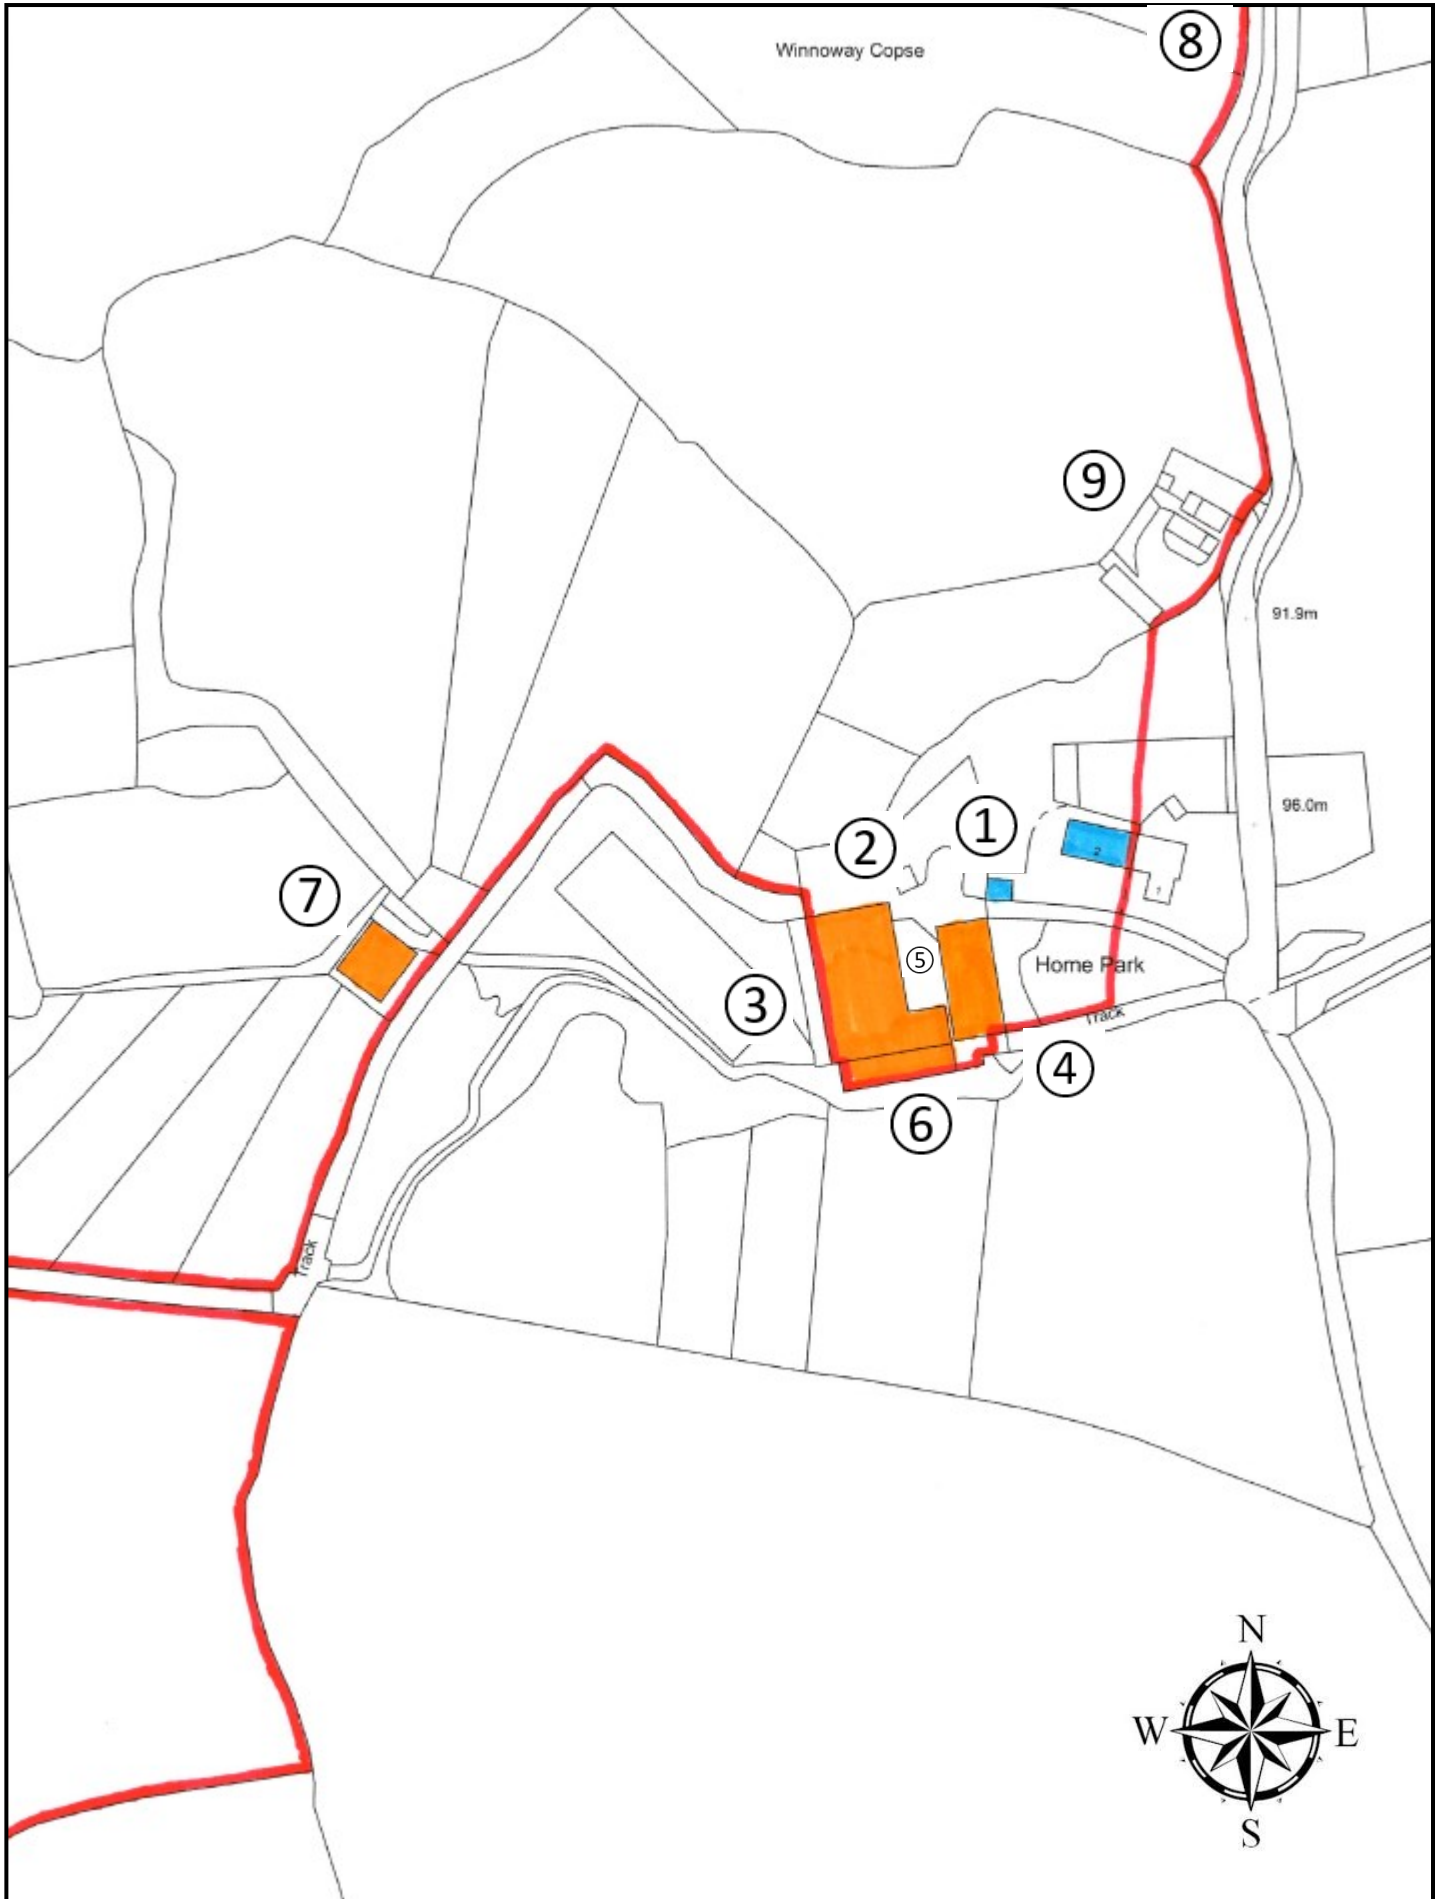 ⑧
Winnoway Copse
⑨
91.9m
96.0m
①
②
2
1
⑦
⑤
Home Park
③
Track
④
⑥
Track
N
W
E
S